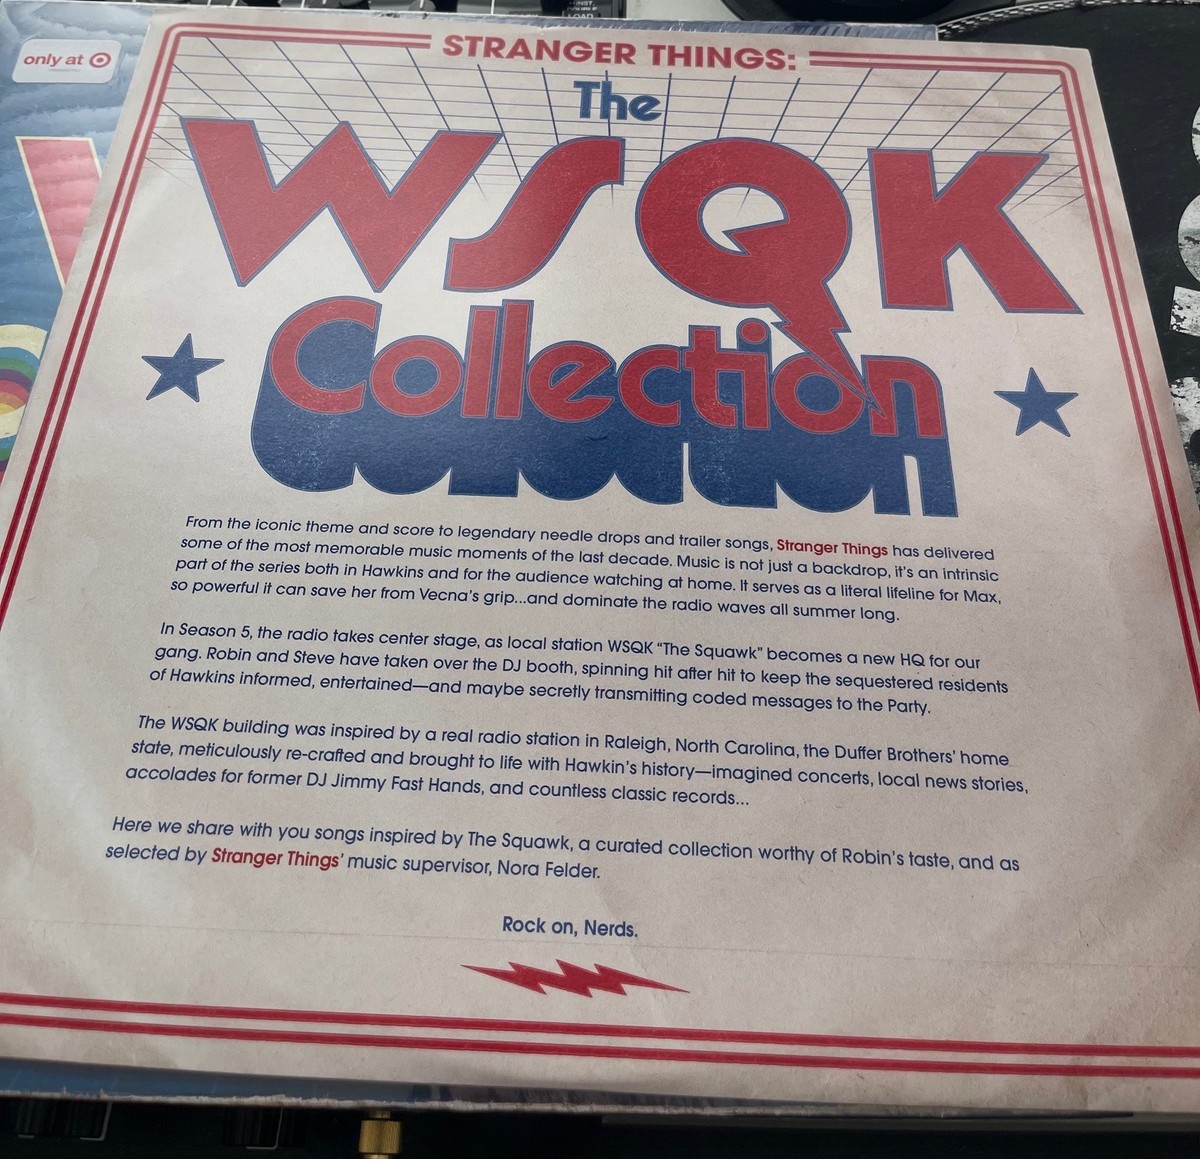 INST.
LOAD
only at
STRANGER THINGS:
The
WSQK
Collection
From the iconic theme and score to legendary needle drops and trailer songs, Stranger Things has delivered
some of the most memorable music moments of the last decade. Music is not just a backdrop, it's an intrinsic
part of the series both in Hawkins and for the audience watching at home. It serves as a literal lifeline for Max,
so powerful it can save her from Vecna's grip...and dominate the radio waves all summer long.
In Season 5, the radio takes center stage, as local station WSQK "The Squawk" becomes a new HQ for our
gang. Robin and Steve have taken over the DJ booth, spinning hit after hit to keep the sequestered residents
of Hawkins informed, entertained—and maybe secretly transmitting coded messages to the Party.
The WSQK building was inspired by a real radio station in Raleigh, North Carolina, the Duffer Brothers' home
state, meticulously re-crafted and brought to life with Hawkin's history—imagined concerts, local news stories,
accolades for former DJ Jimmy Fast Hands, and countless classic records...
Here we share with you songs inspired by The Squawk, a curated collection worthy of Robin's taste, and as
selected by Stranger Things' music supervisor, Nora Felder.
Rock on, Nerds.